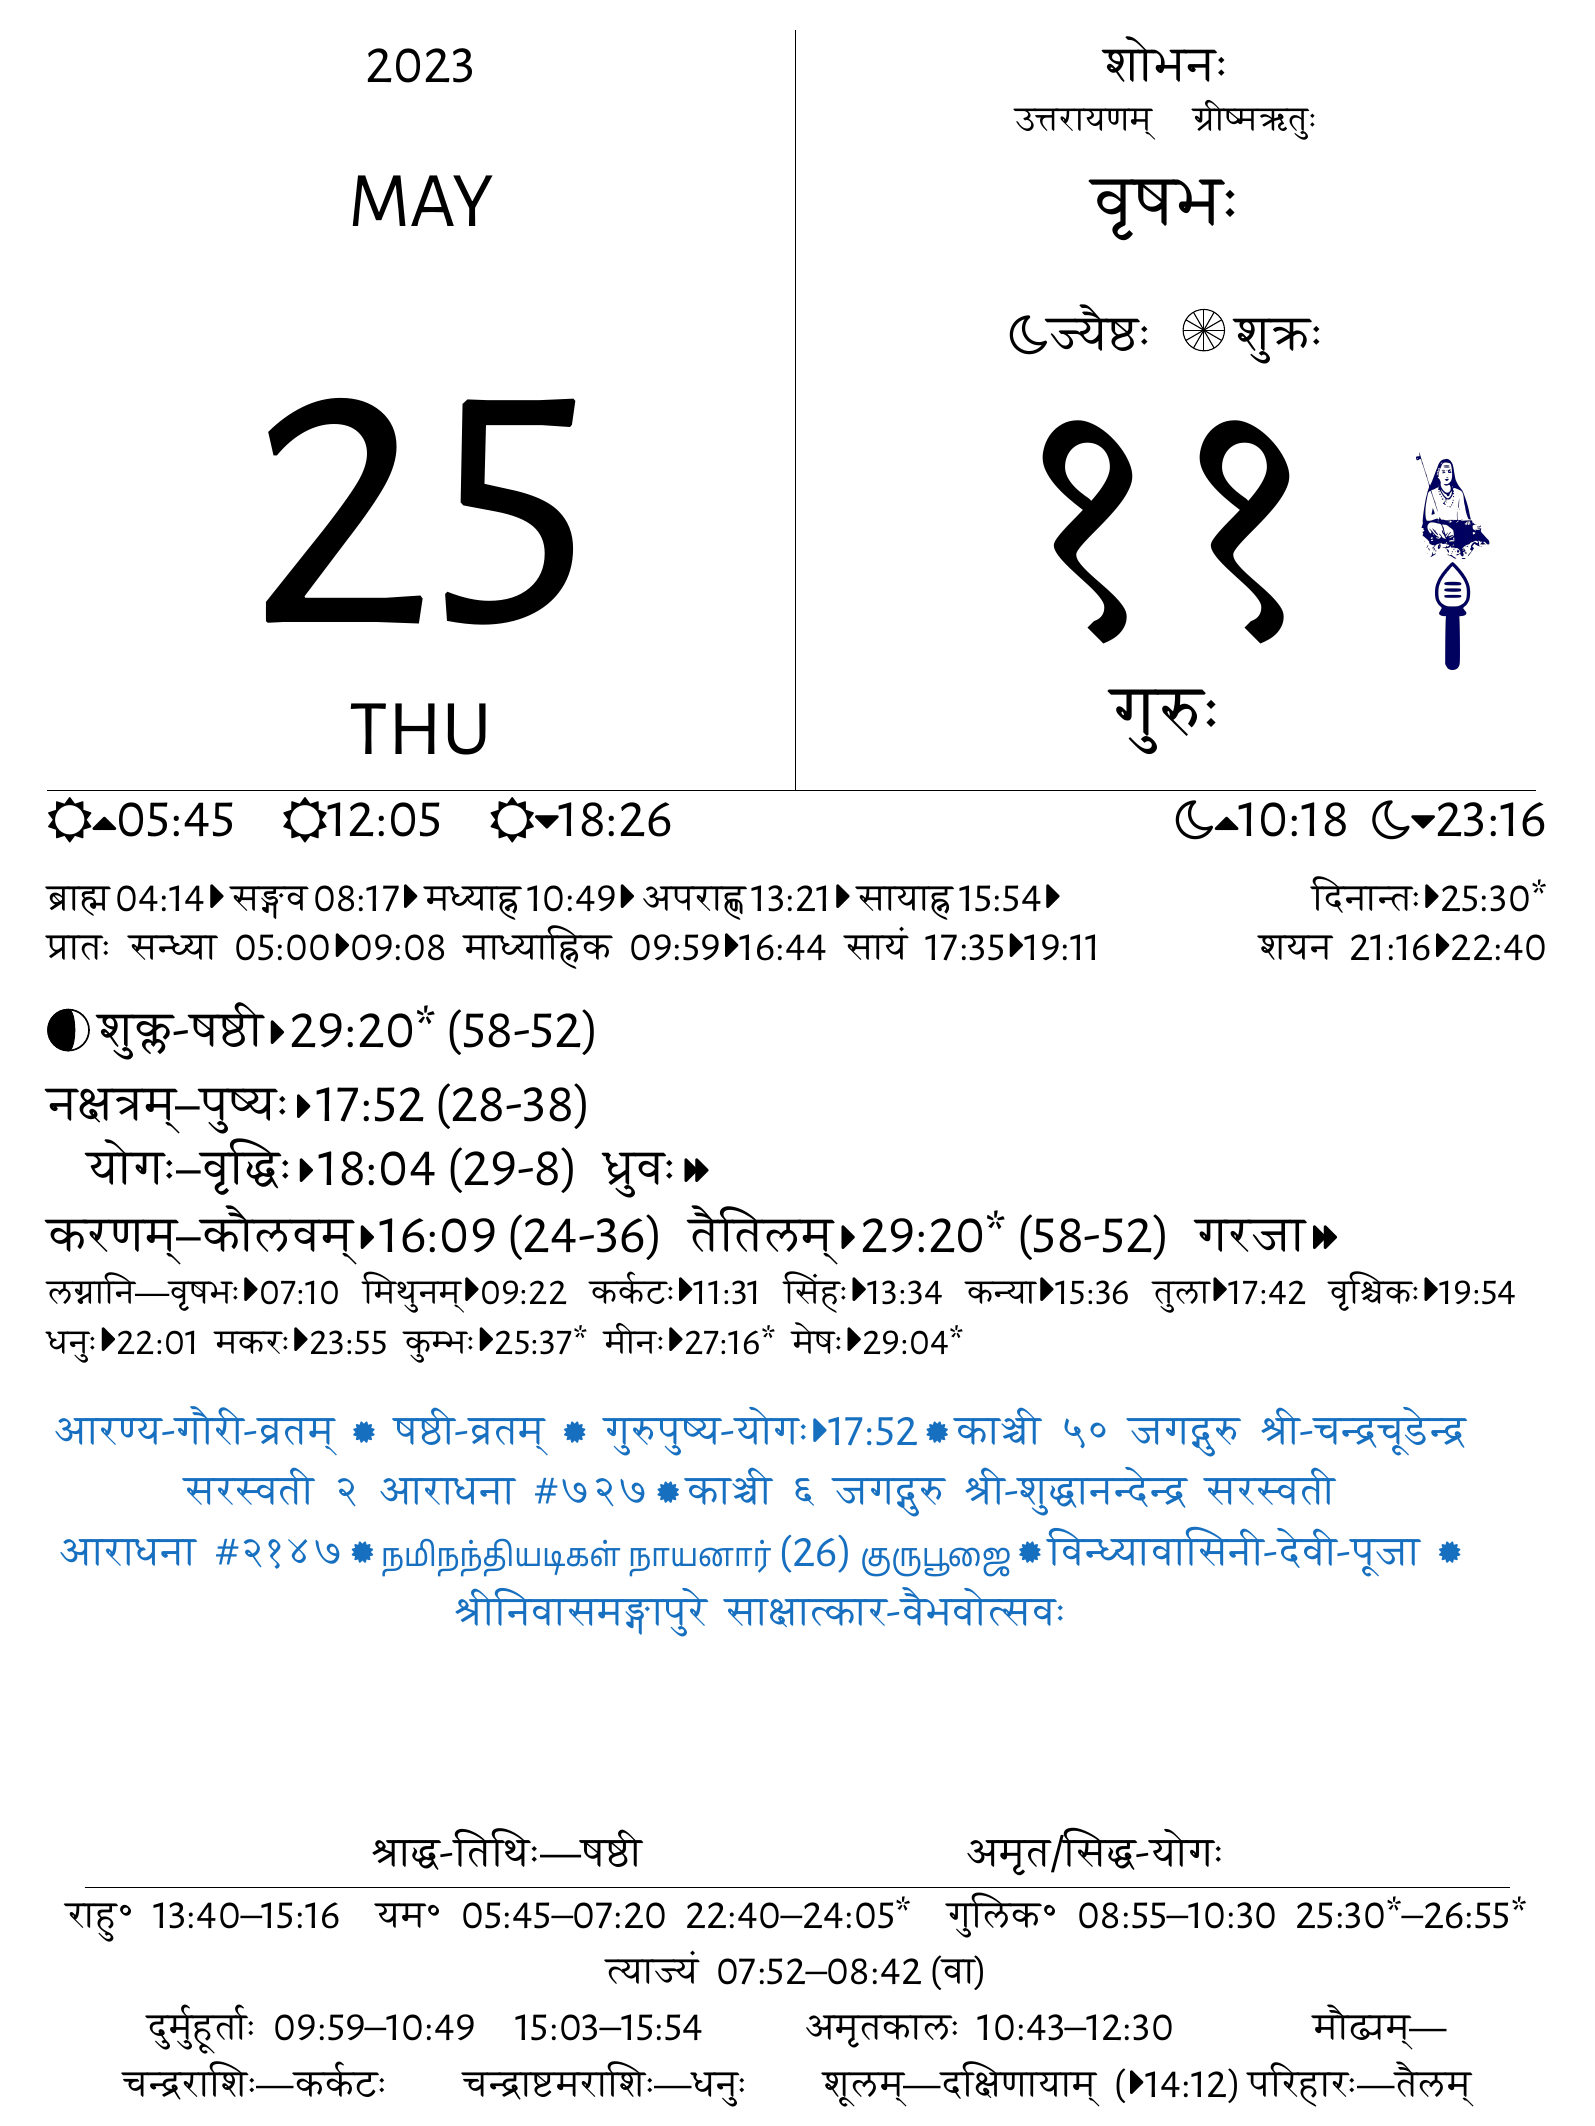 2023
MAY
25
THU
शोभनः
उत्तरायणम् ग्रीष्मऋतुः
वृषभः
ज्यैष्ठः शुक्रः
११
गुरुः
05:45 12:05 18:26 10:18 23:16
ब्राह्म 04:14 सङ्गव 08:17 मध्याह्न 10:49 अपराह्ण 13:21 सायाह्न 15:54 दिनान्तः 25:30*
प्रातः सन्ध्या 05:00 09:08 माध्याह्निक 09:59 16:44 सायं 17:35 19:11 शयन 21:16 22:40
शुक्ल-षष्ठी 29:20* (58-52)
नक्षत्रम्–पुष्यः 17:52 (28-38)
योगः–वृद्धिः 18:04 (29-8) ध्रुवः
करणम्–कौलवम् 16:09 (24-36) तैतिलम् 29:20* (58-52) गरजा
लग्नानि—वृषभः 07:10 मिथुनम् 09:22 कर्कटः 11:31 सिंहः 13:34 कन्या 15:36 तुला 17:42 वृश्चिकः 19:54
धनुः 22:01 मकरः 23:55 कुम्भः 25:37* मीनः 27:16* मेषः 29:04*
आरण्य-गौरी-व्रतम् ✹ षष्ठी-व्रतम् ✹ गुरुपुष्य-योगः 17:52 ✹ काञ्ची ५० जगद्गुरु श्री-चन्द्रचूडेन्द्र
सरस्वती २ आराधना #७२७ ✹ काञ्ची ६ जगद्गुरु श्री-शुद्धानन्देन्द्र सरस्वती
आराधना #२१४७ ✹ நமிநந்தியடிகள் நாயனார் (26) குருபூஜை ✹ विन्ध्यावासिनी-देवी-पूजा ✹
श्रीनिवासमङ्गापुरे साक्षात्कार-वैभवोत्सवः
श्राद्ध-तिथिः—षष्ठी अमृत/सिद्ध-योगः
राहु॰ 13:40–15:16 यम॰ 05:45–07:20 22:40–24:05* गुलिक॰ 08:55–10:30 25:30*–26:55*
त्याज्यं 07:52–08:42 (वा)
दुर्मुहूर्ताः 09:59–10:49 15:03–15:54 अमृतकालः 10:43–12:30 मौढ्यम्—
चन्द्रराशिः—कर्कटः चन्द्राष्टमराशिः—धनुः शूलम्—दक्षिणायाम् (14:12) परिहारः—तैलम्